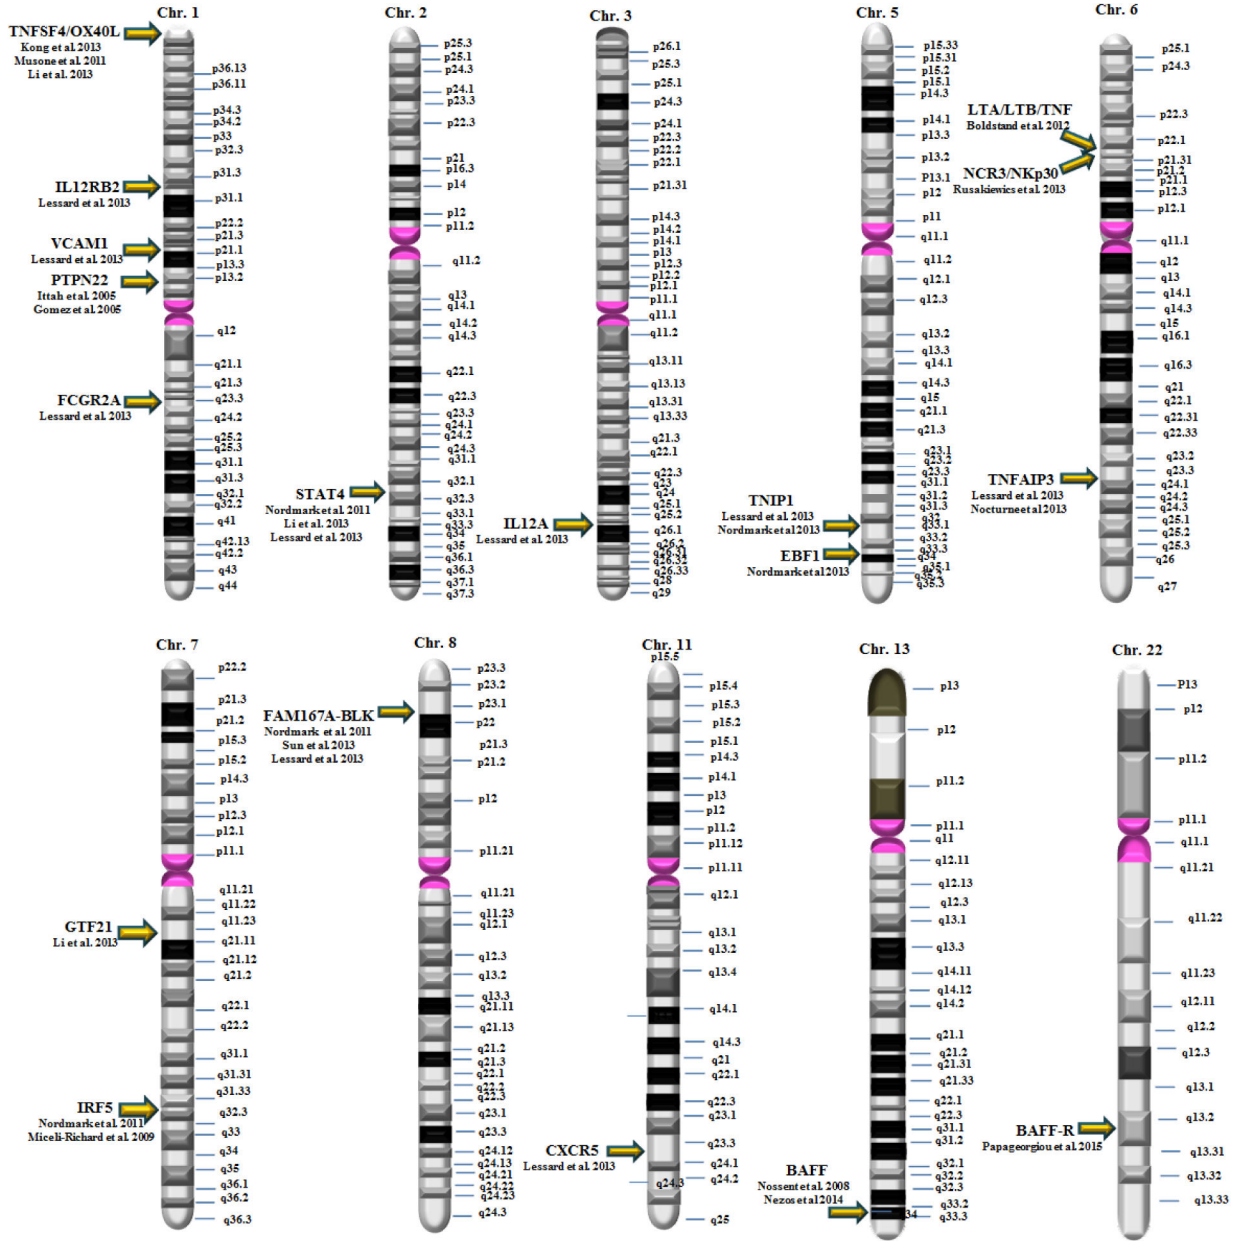 Chr. 1
TNFSF4/OX40L
Kong et al. 2013
Musone et al. 2011
Li et al. 2013
IL12RB2
Lessard et al. 2013
VCAM1
Lessard et al. 2013
PTPN22
Ittah et al. 2005
Gomez et al. 2005
FCGR2A
Lessard et al. 2013
p36.13
p36.11
p34.3
p34.2
p33
p32.3
p31.3
p31.1
p22.2
p21.3
p21.1
p13.3
p13.2
q12
q21.1
q21.3
q23.3
q24.2
q25.2
q25.3
q31.1
q31.3
q32.1
q32.2
q41
q42.13
q42.2
q43
q44
Chr. 2
STAT4
Nordmark et al. 2011
Li et al. 2013
Lessard et al. 2013
p25.3
p25.1
p24.3
p24.1
p23.3
p22.3
p21
p16.3
p14
p12
p11.2
q11.2
q13
q14.1
q14.2
q14.3
q22.1
q22.3
q23.3
q24.1
q24.2
q24.3
q31.1
q32.1
q32.3
q33.1
q33.3
q34
q35
q36.1
q36.3
q37.1
q37.3
Chr. 3
IL12A
Lessard et al. 2013
p26.1
p25.3
p25.1
p24.3
p24.1
p22.3
p22.2
p22.1
p21.31
p14.3
p14.2
p14.1
p13
p12.3
p12.2
p12.1
p11.1
q11.1
q11.2
q13.11
q13.13
q13.31
q13.33
q21.3
q22.1
q22.3
q23
q24
q25.1
q25.2
q26.1
q26.2
q26.31
q26.32
q26.33
q28
q29
Chr. 5
TNIP1
Lessard et al. 2013
Nordmark et al 2013
EBF1
Nordmark et al 2013
p15.33
p15.31
p15.2
p15.1
p14.3
p14.1
p13.3
p13.2
P13.1
p12
p11
q11.1
q11.2
q12.1
q12.3
q13.2
q13.3
q14.1
q14.3
q15
q21.1
q21.3
q23.1
q23.2
q23.3
q31.1
q31.2
q31.3
q32
q33.1
q33.2
q33.3
q34
q35.1
q35.2
q35.3
Chr. 6
LTA/LTB/TNF
Boldstand et al. 2012
NCR3/NKp30
Rusakiewics et al. 2013
TNFAIP3
Lessard et al. 2013
Nocturne et al 2013
p25.1
p24.3
p22.3
p22.1
p21.31
p21.2
p21.1
p12.3
p12.1
q11.1
q12
q13
q14.1
q14.3
q15
q16.1
q16.3
q21
q22.1
q22.31
q22.33
q23.2
q23.3
q24.1
q24.2
q24.3
q25.1
q25.2
q25.3
q26
q27
Chr. 7
GTF21
Li et al. 2013
IRF5
Nordmark et al. 2011
Miceli-Richard et al. 2009
p22.2
p21.3
p21.2
p15.3
p15.2
p14.3
p13
p12.3
p12.1
p11.1
q11.21
q11.22
q11.23
q21.11
q21.12
q21.2
q22.1
q22.2
q31.1
q31.31
q31.33
q32.3
q33
q34
q35
q36.1
q36.2
q36.3
Chr. 8
FAM167A-BLK
Nordmark et al. 2011
Sun et al. 2013
Lessard et al. 2013
p23.3
p23.2
p23.1
p22
p21.3
p21.2
p12
p11.21
q11.21
q11.23
q12.1
q12.3
q13.2
q13.3
q21.11
q21.13
q21.2
q21.3
q22.1
q22.2
q22.3
q23.1
q23.3
q24.12
q24.13
q24.21
q24.22
q24.23
q24.3
Chr. 11
CXCR5
Lessard et al. 2013
p15.5
p15.4
p15.3
p15.2
p15.1
p14.3
p14.1
p13
p12
p11.2
p11.12
p11.11
q12.1
q13.1
q13.2
q13.4
q14.1
q14.3
q21
q22.1
q22.3
q23.1
q23.3
q24.1
q24.2
q24.3
q25
Chr. 13
BAFF
Nossent et al. 2008
Nezos et al 2014
p13
p12
p11.2
p11.1
q11
q12.11
q12.13
q12.3
q13.1
q13.3
q14.11
q14.12
q14.2
q21.1
q21.2
q21.31
q21.33
q22.1
q22.3
q31.1
q31.2
q32.1
q32.2
q32.3
q33.2
q33.3
34
Chr. 22
BAFF-R
Papageorgiou et al. 2015
P13
p12
p11.2
p11.1
q11.1
q11.21
q11.22
q11.23
q12.11
q12.2
q12.3
q13.1
q13.2
q13.31
q13.32
q13.33